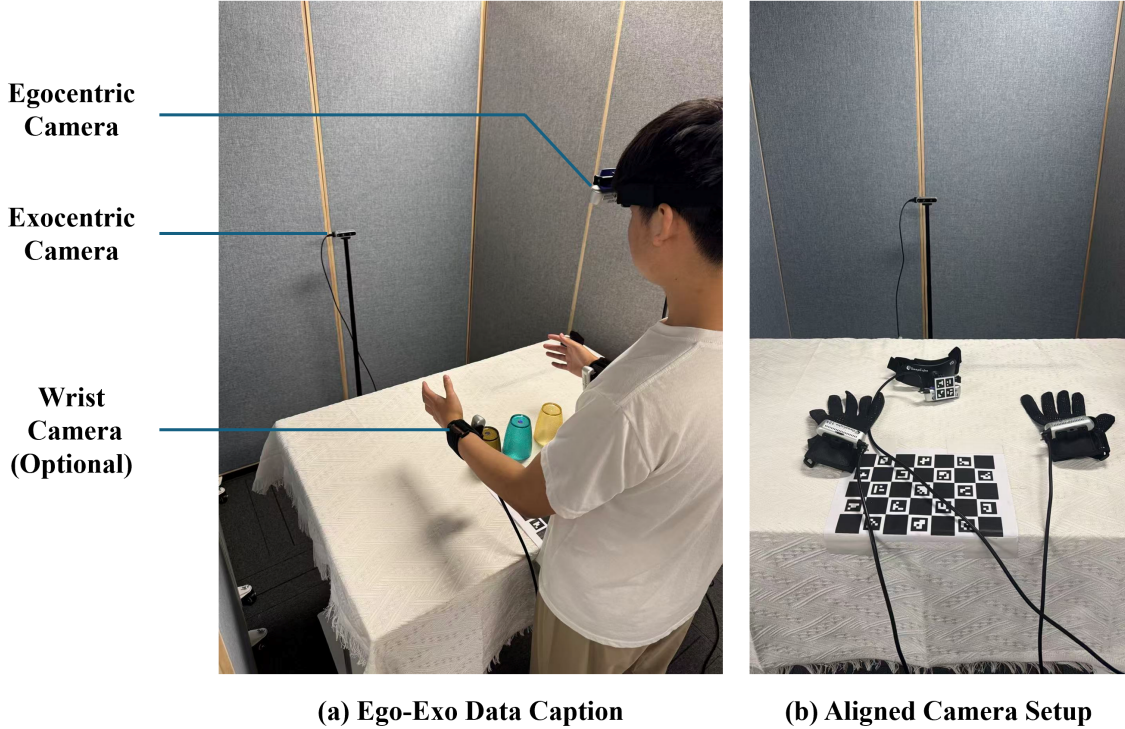 Egocentric
Camera
Exocentric
Camera
Wrist
Camera
(Optional)
(a) Ego-Exo Data Caption
(b) Aligned Camera Setup